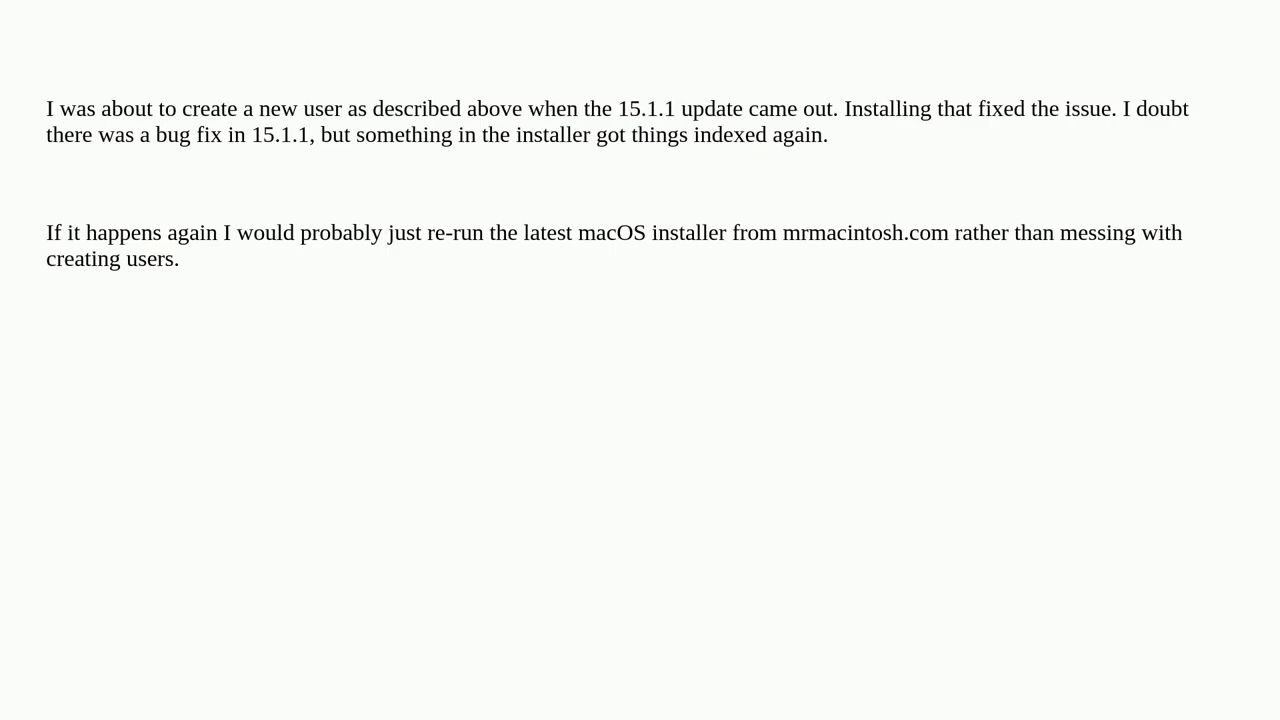 I was about to create a new user as described above when the 15.1.1 update came out. Installing that fixed the issue. I doubt
there was a bug fix in 15.1.1, but something in the installer got things indexed again.
If it happens again I would probably just re-run the latest macOS installer from mrmacintosh.com rather than messing with
creating users.